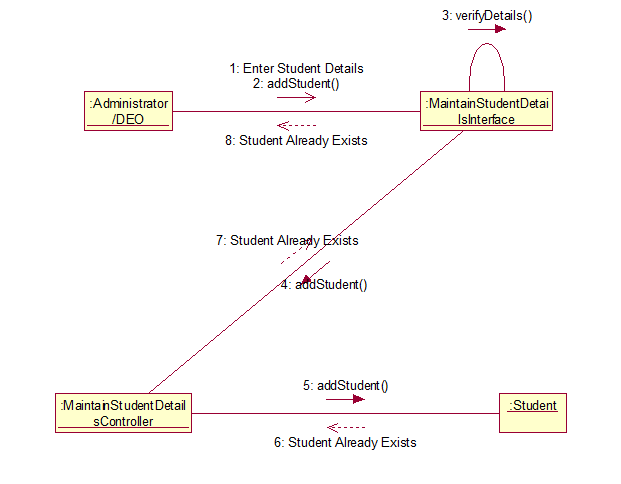 3: verifyDetails()
1: Enter Student Details
2: addStudent()
:Administrator
/DEO
:MaintainStudentDetai
lsInterface
8: Student Already Exists
7: Student Already Exists
4: addStudent()
:MaintainStudentDetail
sController
5: addStudent()
:Student
6: Student Already Exists